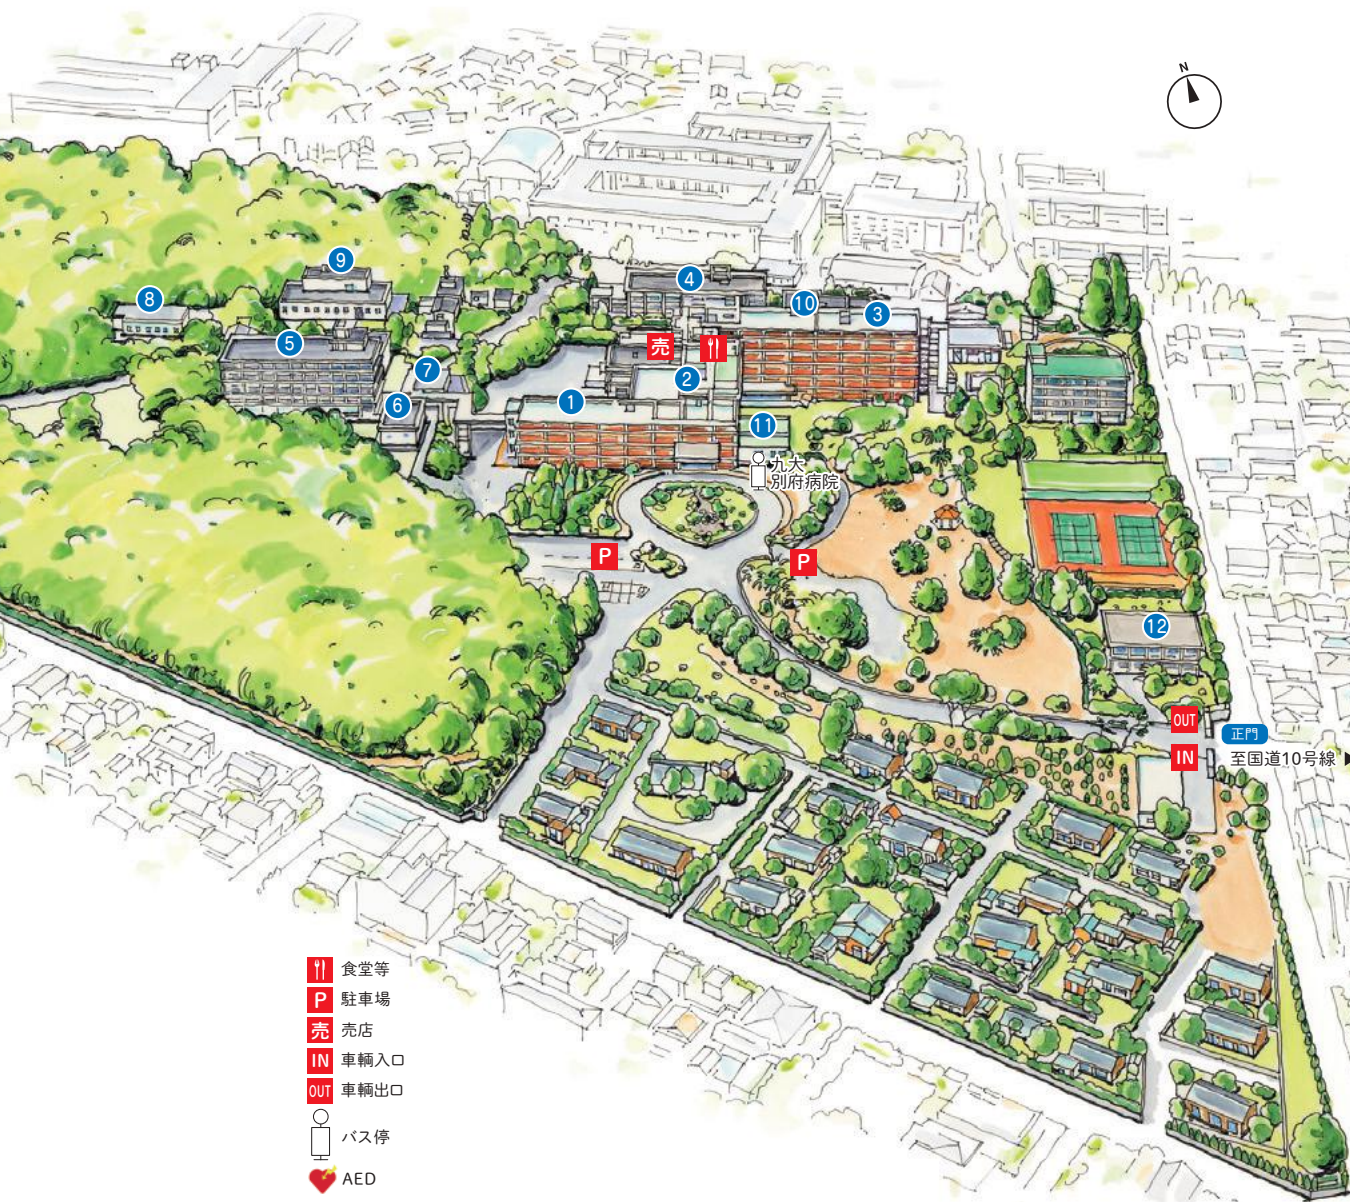 N
9
8
4
10
3
5
売
7
2
6
1
11
九大
別府病院
P
P
12
OUT
正門
IN
至国道10号線 ▶
食堂等
P 駐車場
売 売店
IN 車輌入口
OUT 車輌出口
バス停
AED